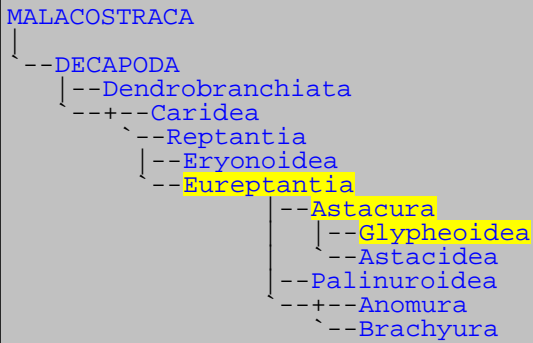 MALACOSTRACA
|
`--DECAPODA
   |--Dendrobranchiata
   `--+--Caridea
      `--Reptantia
         |--Eryonoidea
         `--Eureptantia
                 |--Astacura
                 |  |--Glypheoidea
                 |  `--Astacidea
                 |--Palinuroidea
                 `--+--Anomura
                    `--Brachyura